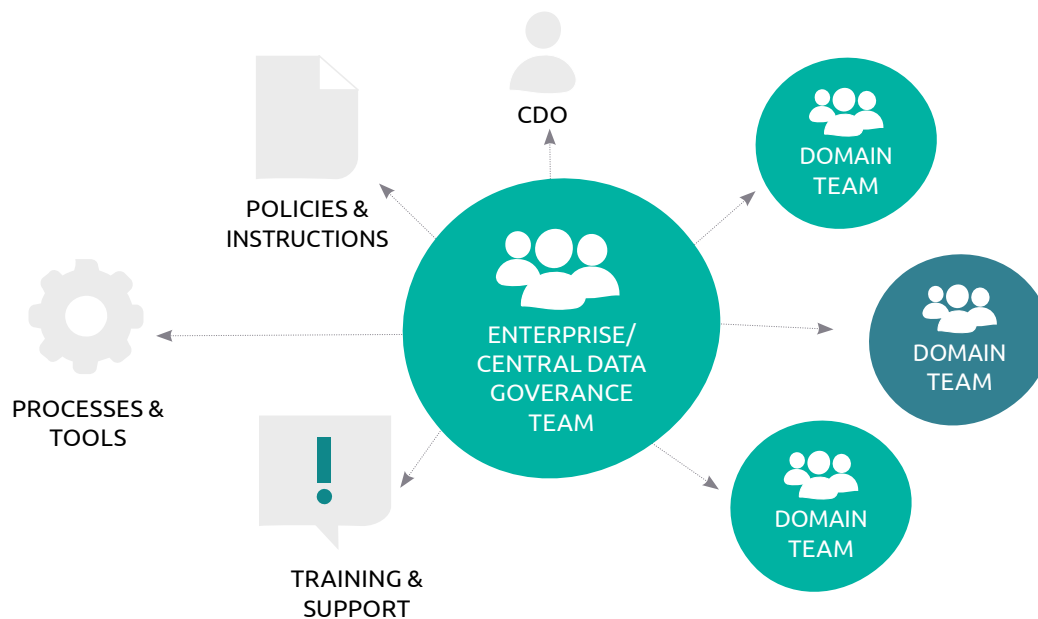 CDO
POLICIES &
INSTRUCTIONS
PROCESSES &
TOOLS
TRAINING &
SUPPORT
ENTERPRISE/
CENTRAL DATA
GOVERANCE
TEAM
DOMAIN
TEAM
DOMAIN
TEAM
DOMAIN
TEAM